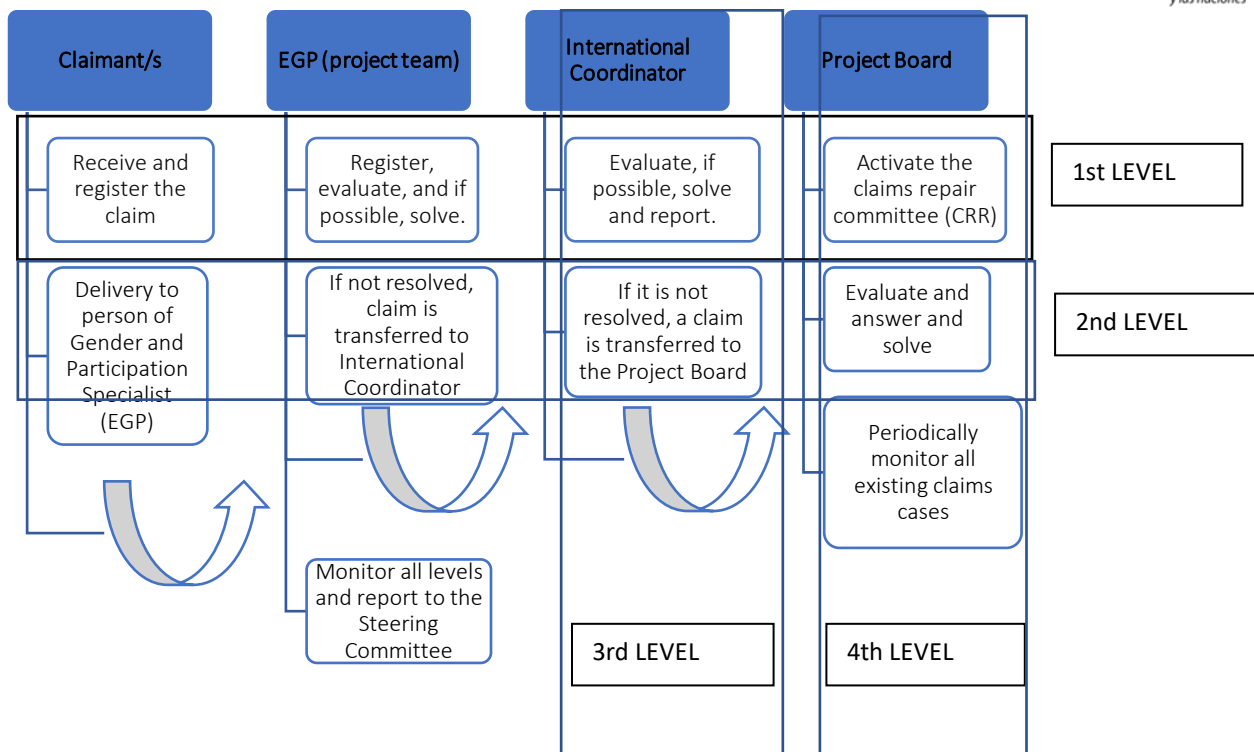 y las naciones
Claimant/s
EGP (project team)
International
Coordinator
Project Board
Receive and
register the
claim
Register,
evaluate, and if
possible, solve.
Evaluate, if
possible, solve
and report.
Activate the
claims repair
committee (CRR)
1st LEVEL
Delivery to
person of
Gender and
Participation
Specialist
(EGP)
If not resolved,
claim is
transferred to
International
Coordinator
If it is not
resolved, a claim
is transferred to
the Project Board
Evaluate and
answer and
solve
2nd LEVEL
Periodically
monitor all
existing claims
cases
Monitor all levels
and report to the
Steering
Committee
3rd LEVEL
4th LEVEL